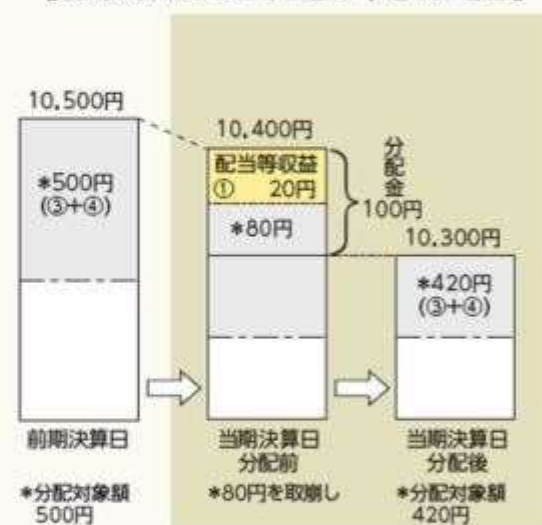 10,500円
*500円
(③+④)
前期決算日
*分配対象額
500円
10,400円
配当等収益
① 20円
*80円
分配金
100円
当期決算日
分配前
*80円を取崩し
10,300円
*420円
(③+④)
当期決算日
分配後
*分配対象額
420円